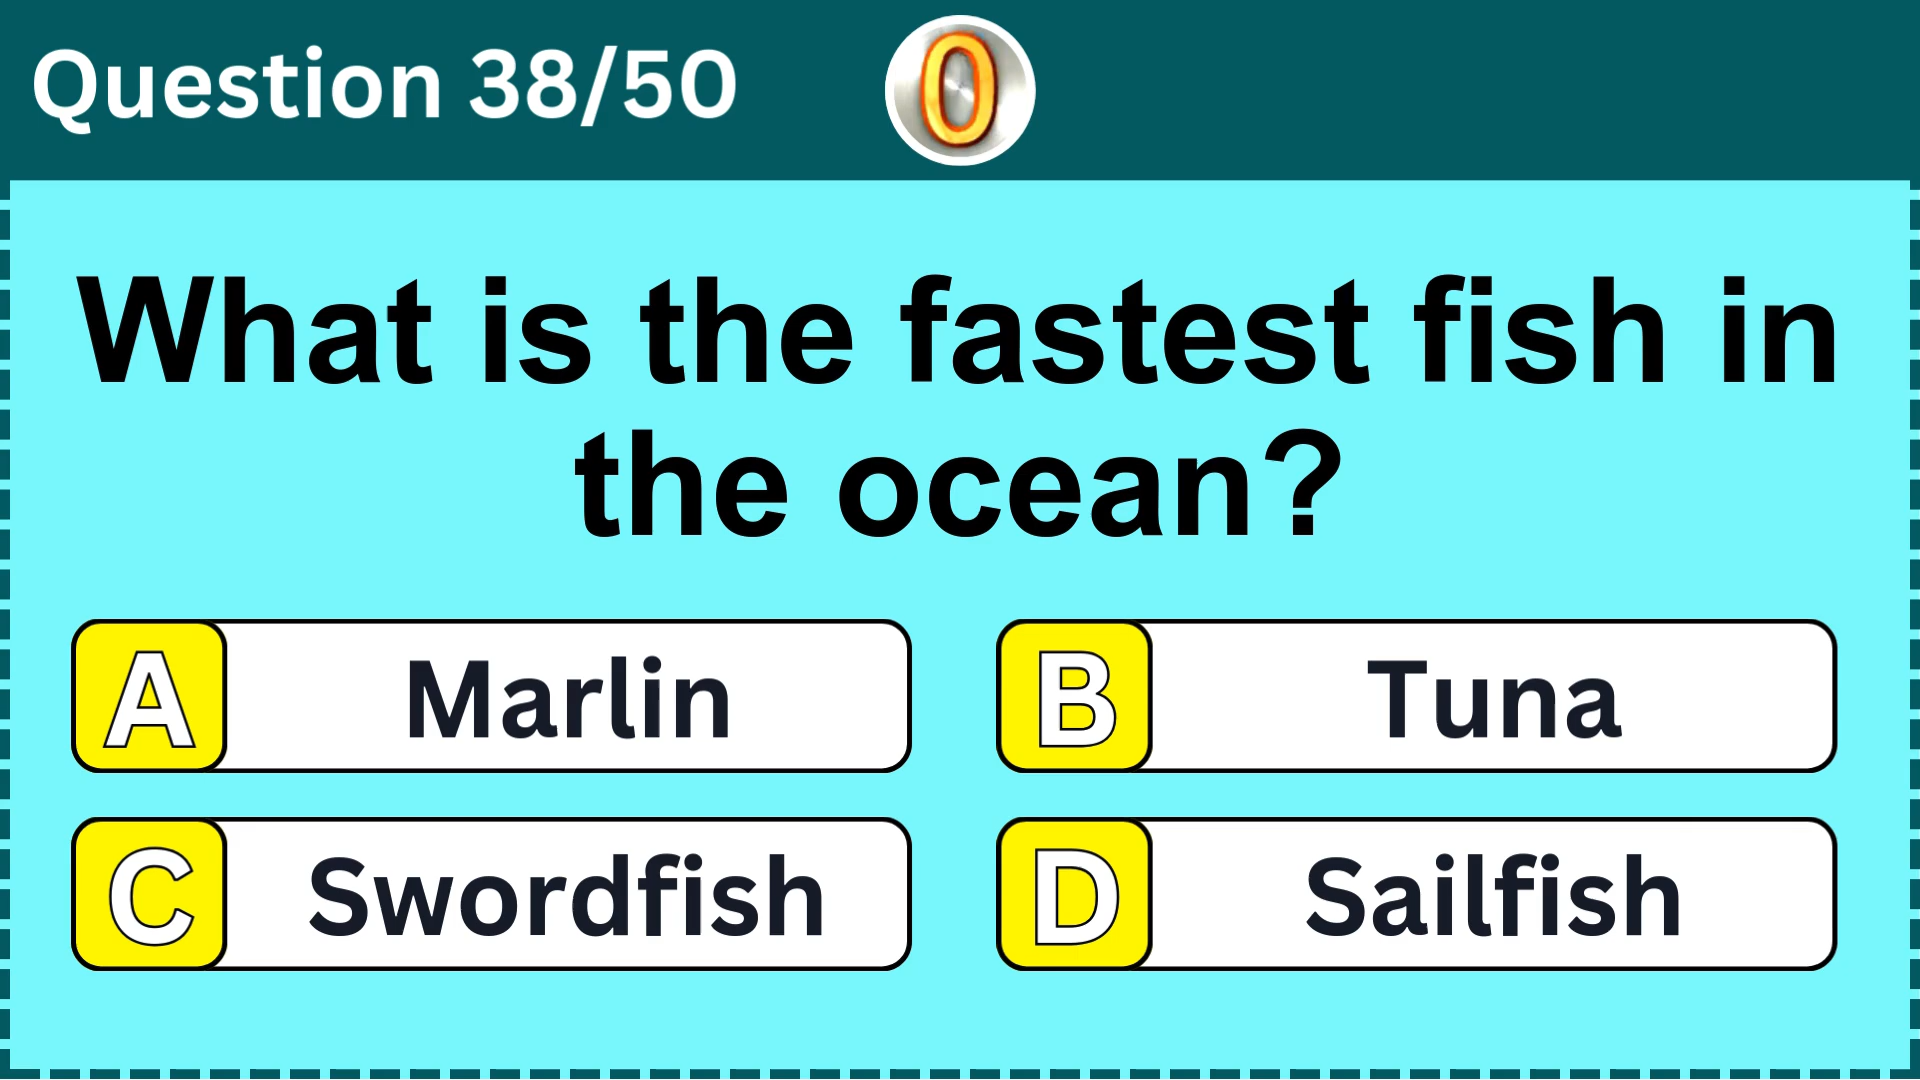 Question 38/50
0
What is the fastest fish in
the ocean?
A Marlin
B Tuna
C Swordfish
D Sailfish